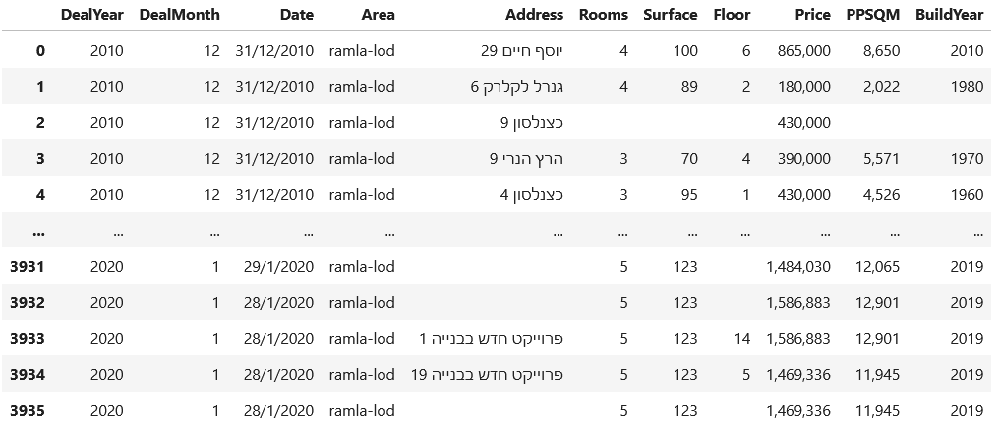 DealYear DealMonth Date Area Address Rooms Surface Floor Price PPSQM BuildYear
0 2010 12 31/12/2010 ramla-lod יוסף חיים 29 4 100 6 865,000 8,650 2010
1 2010 12 31/12/2010 ramla-lod גנרל לקלרק 6 4 89 2 180,000 2,022 1980
2 2010 12 31/12/2010 ramla-lod כצנלסון 9 430,000
3 2010 12 31/12/2010 ramla-lod הרץ הנרי 9 3 70 4 390,000 5,571 1970
4 2010 12 31/12/2010 ramla-lod כצנלסון 4 3 95 1 430,000 4,526 1960
... ... ... ... ... ... ... ... ... ... ... ...
3931 2020 1 29/1/2020 ramla-lod 5 123 1,484,030 12,065 2019
3932 2020 1 28/1/2020 ramla-lod 5 123 1,586,883 12,901 2019
3933 2020 1 28/1/2020 ramla-lod פרוייקט חדש בבנייה 1 5 123 14 1,586,883 12,901 2019
3934 2020 1 28/1/2020 ramla-lod פרוייקט חדש בבנייה 19 5 123 5 1,469,336 11,945 2019
3935 2020 1 28/1/2020 ramla-lod 5 123 1,469,336 11,945 2019